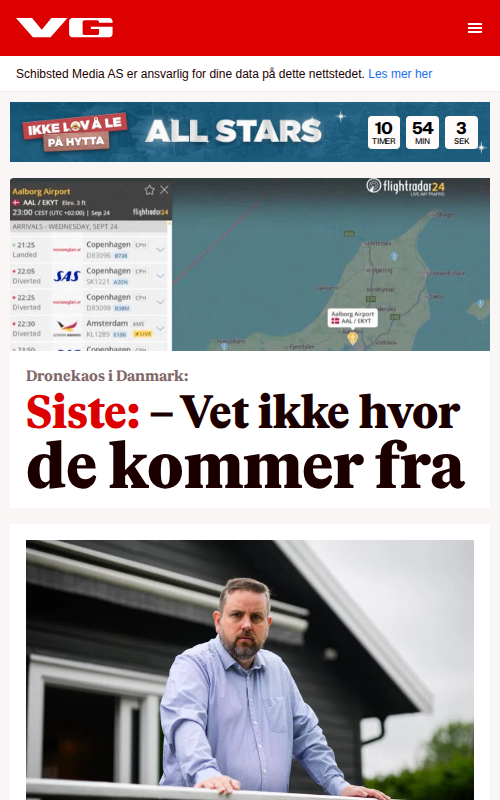 VG
Schibsted Media AS er ansvarlig for dine data på dette nettstedet. Les mer her
IKKE LOV Å LE
PÅ HYTTA
ALL STARS
10 54 3
TIMER MIN SEK
Aalborg Airport
AAL / EKYT Elev. 3 ft
23:00 CEST (UTC +02:00) | Sep 24
flightradar24
ARRIVALS - WEDNESDAY, SEPT 24
21:25 Copenhagen CPH
Landed norwegian D83096 B738
22:05 Copenhagen CPH
Diverted SAS SK1221 A20N
22:25 Copenhagen CPH
Diverted norwegian D83098 B38M
22:30 Amsterdam AMS
Diverted KL1289 E190 LIVE
23:50 Copenhagen CPH
flightradar24
LIVE AIR TRAFFIC
Skagen
Hjørring
Aalborg Airport
AAL / EKYT
Dronekaos i Danmark:
Siste: – Vet ikke hvor
de kommer fra